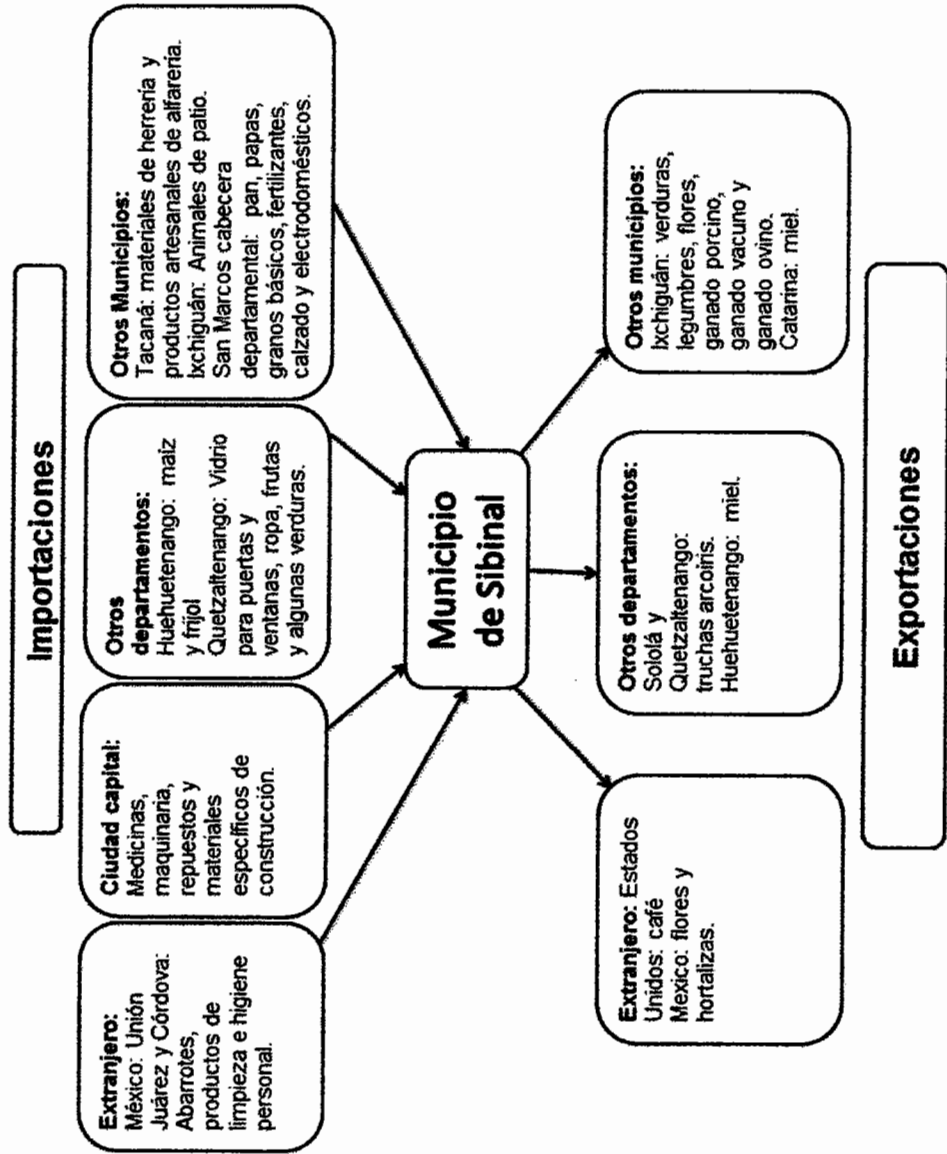 Importaciones
Extranjero:
México: Unión
Juárez y Córdova:
Abarrotes,
productos de
limpieza e higiene
personal.
Ciudad capital:
Medicinas,
maquinaria,
repuestos y
materiales
específicos de
construcción.
Otros
departamentos:
Huehuetenango: maíz
y frijol
Quetzaltenango: Vidrio
para puertas y
ventanas, ropa, frutas
y algunas verduras.
Otros Municipios:
Tacaná: materiales de herrería y
productos artesanales de alfarería.
Ixchiguán: Animales de patio.
San Marcos cabecera
departamental: pan, papas,
granos básicos, fertilizantes,
calzado y electrodomésticos.
Municipio
de Sibinal
Extranjero: Estados
Unidos: café
Mexico: flores y
hortalizas.
Otros departamentos:
Sololá y
Quetzaltenango:
truchas arcoiris.
Huehuetenango: miel.
Otros municipios:
Ixchiguán: verduras,
legumbres, flores,
ganado porcino,
ganado vacuno y
ganado ovino.
Catarina: miel.
Exportaciones